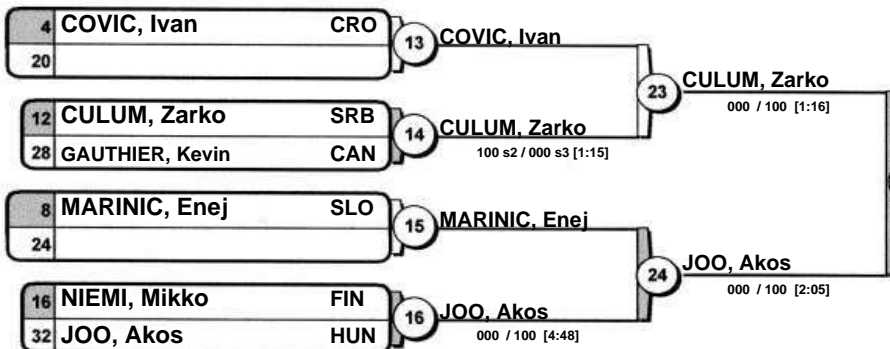 4 COVIC, Ivan CRO
20
13 COVIC, Ivan
12 CULUM, Zarko SRB
28 GAUTHIER, Kevin CAN
14 CULUM, Zarko
100 s2 / 000 s3 [1:15]
23 CULUM, Zarko
000 / 100 [1:16]
8 MARINIC, Enej SLO
24
15 MARINIC, Enej
16 NIEMI, Mikko FIN
32 JOO, Akos HUN
16 JOO, Akos
000 / 100 [4:48]
24 JOO, Akos
000 / 100 [2:05]